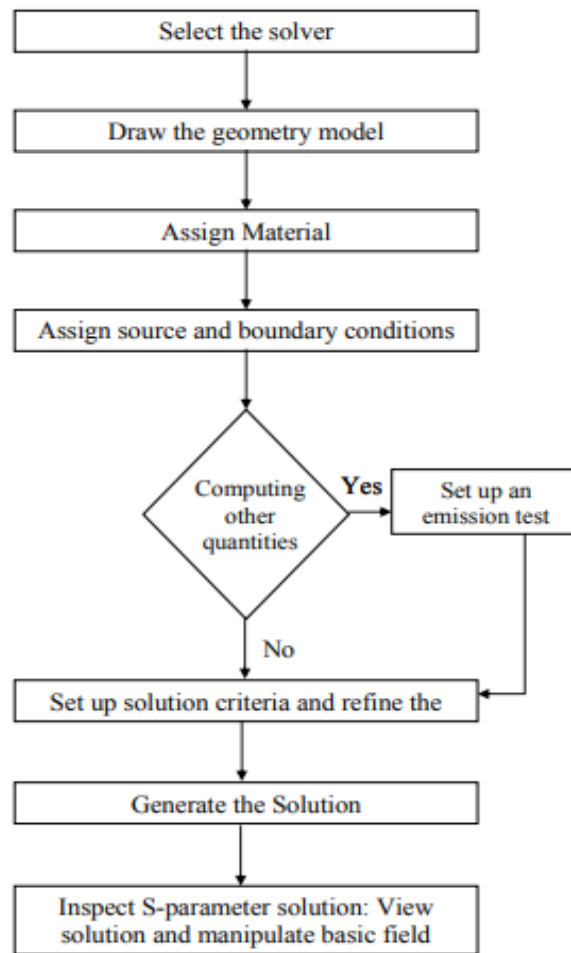 Select the solver
Draw the geometry model
Assign Material
Assign source and boundary conditions
Computing
other
quantities
Yes
Set up an
emission test
No
Set up solution criteria and refine the
Generate the Solution
Inspect S-parameter solution: View
solution and manipulate basic field